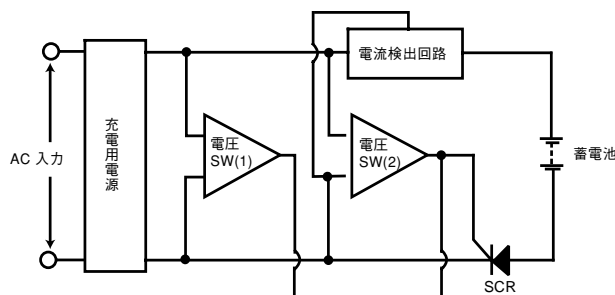 電流検出回路
充電用電源
電圧
SW(1)
電圧
SW(2)
AC 入力
蓄電池
SCR